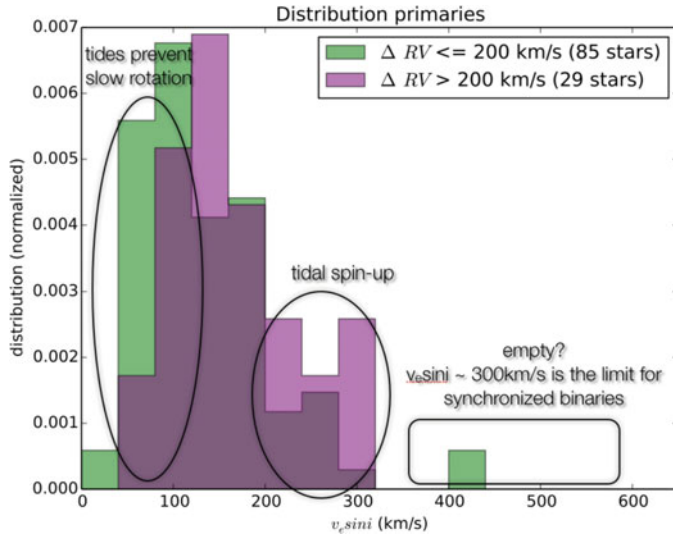 Distribution primaries
0.007
0.006
0.005
0.004
0.003
0.002
0.001
0.000
distribution (normalized)
tides prevent
slow rotation
Δ RV <= 200 km/s (85 stars)
Δ RV > 200 km/s (29 stars)
tidal spin-up
empty?
vesini ~ 300km/s is the limit for
synchronized binaries
0 100 200 300 400 500 600
v_e sini (km/s)